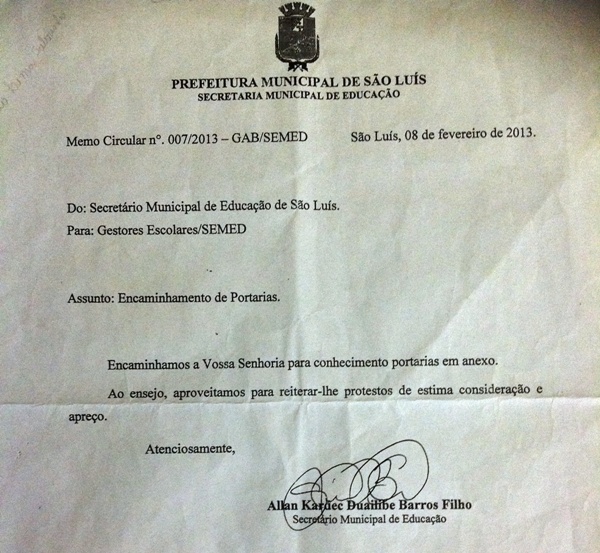 PREFEITURA MUNICIPAL DE SÃO LUÍS
SECRETARIA MUNICIPAL DE EDUCAÇÃO
Memo Circular nº. 007/2013 – GAB/SEMED São Luís, 08 de fevereiro de 2013.
Do: Secretário Municipal de Educação de São Luís.
Para: Gestores Escolares/SEMED
Assunto: Encaminhamento de Portarias.
Encaminhamos a Vossa Senhoria para conhecimento portarias em anexo.
Ao ensejo, aproveitamos para reiterar-lhe protestos de estima consideração e
apreço.
Atenciosamente,
Allan Kardec Duailibe Barros Filho
Secretário Municipal de Educação